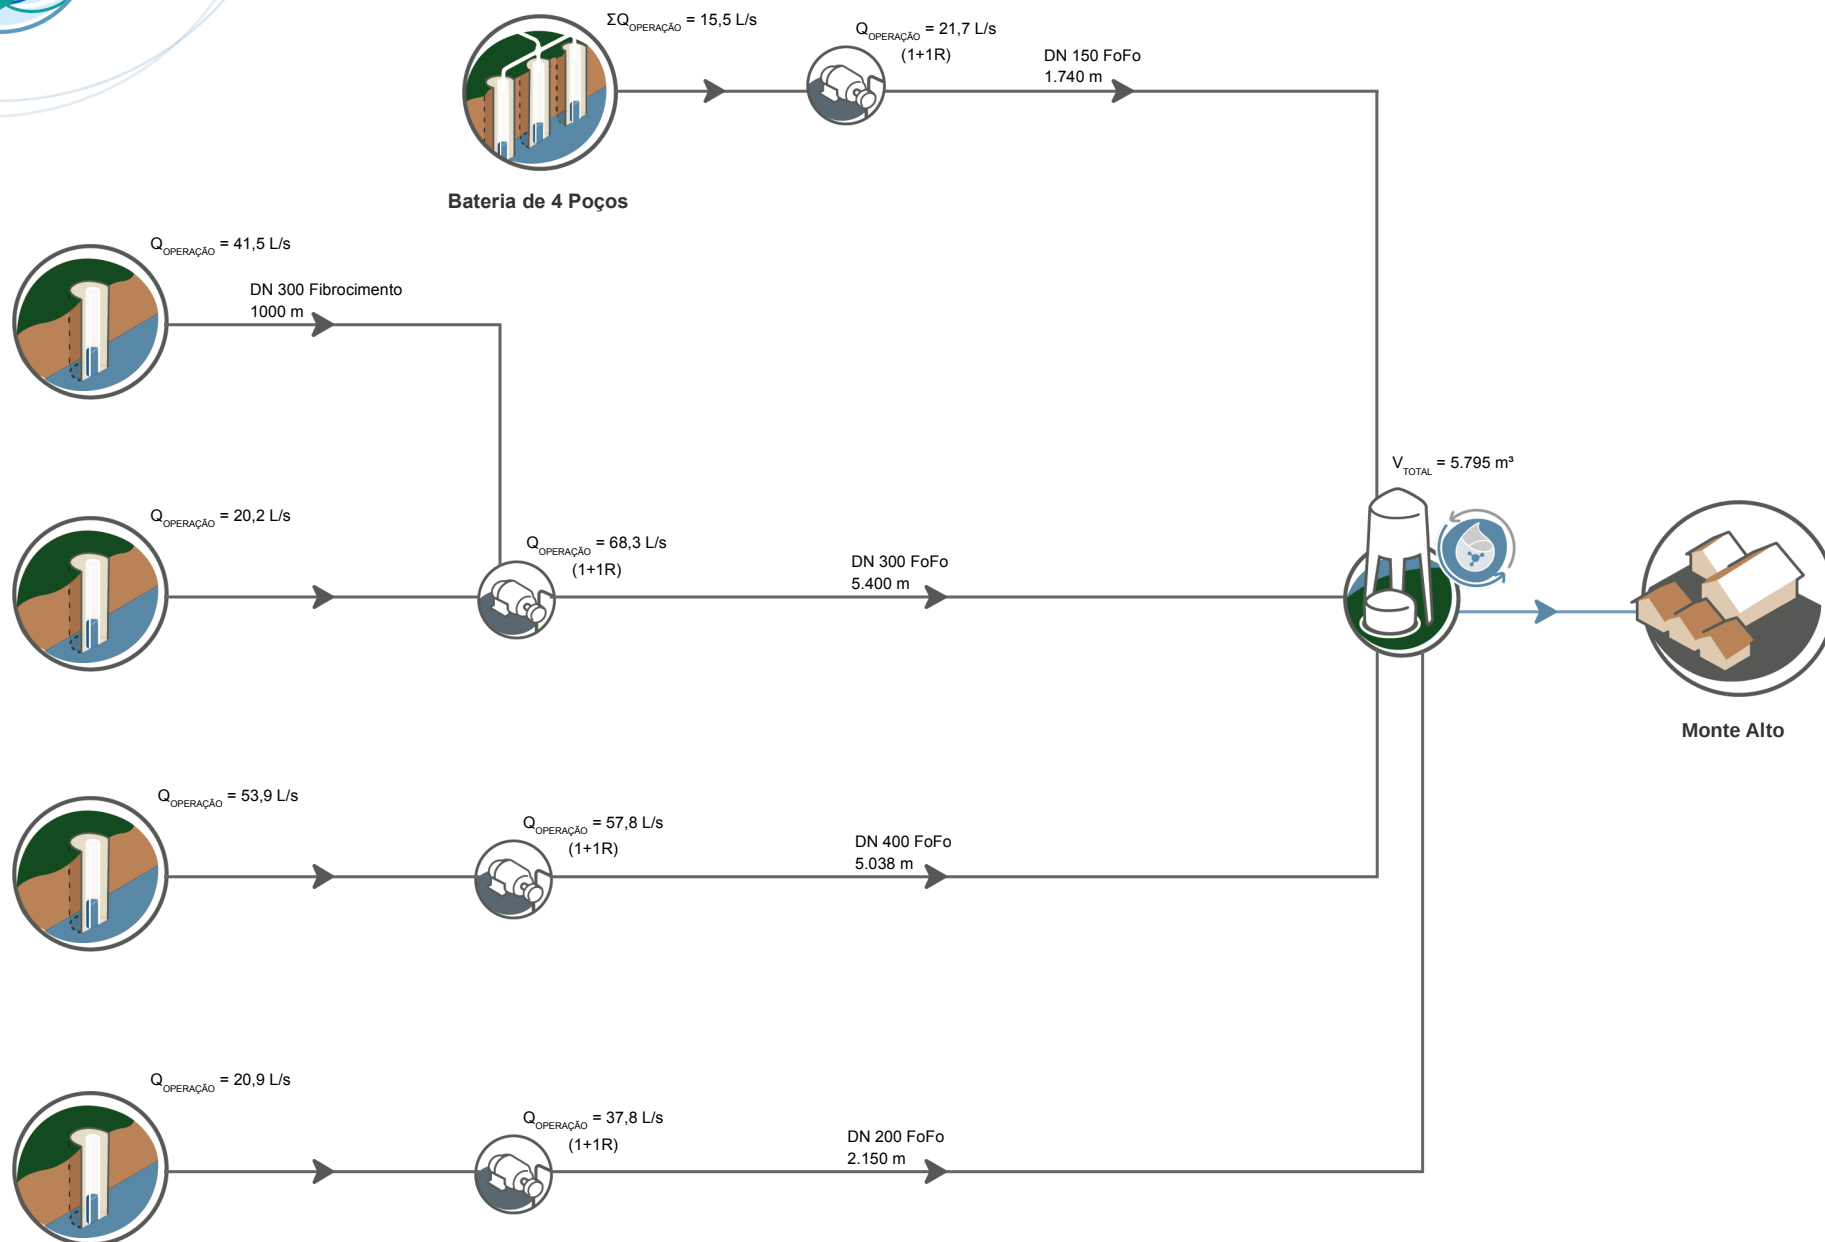 ΣQOPERAÇÃO = 15,5 L/s
QOPERAÇÃO = 21,7 L/s
(1+1R)
DN 150 FoFo
1.740 m
Bateria de 4 Poços
QOPERAÇÃO = 41,5 L/s
DN 300 Fibrocimento
1000 m
VTOTAL = 5.795 m³
QOPERAÇÃO = 20,2 L/s
QOPERAÇÃO = 68,3 L/s
(1+1R)
DN 300 FoFo
5.400 m
Monte Alto
QOPERAÇÃO = 53,9 L/s
QOPERAÇÃO = 57,8 L/s
(1+1R)
DN 400 FoFo
5.038 m
QOPERAÇÃO = 20,9 L/s
QOPERAÇÃO = 37,8 L/s
(1+1R)
DN 200 FoFo
2.150 m